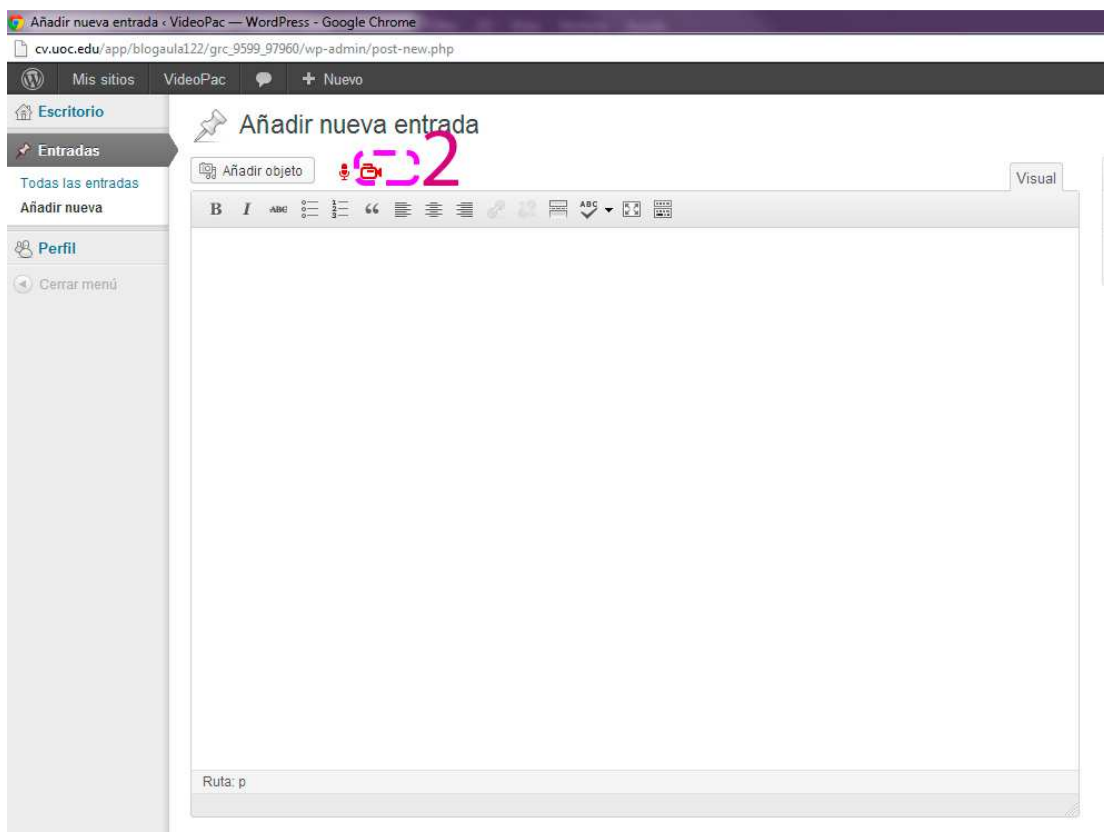 Añadir nueva entrada ‹ VideoPac — WordPress - Google Chrome
cv.uoc.edu/app/blogaula122/grc_9599_97960/wp-admin/post-new.php
Mis sitios VideoPac + Nuevo
Escritorio
Entradas
Todas las entradas
Añadir nueva
Perfil
Cerrar menú
Añadir nueva entrada
2
Añadir objeto
Visual
B I ABC ABC
Ruta: p